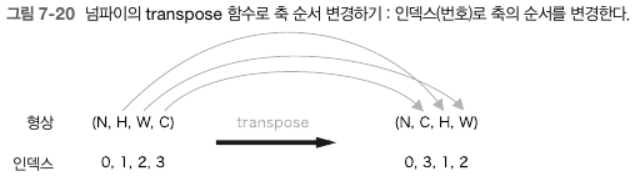 그림 7-20 넘파이의 transpose 함수로 축 순서 변경하기 : 인덱스(번호)로 축의 순서를 변경한다.
형상 (N, H, W, C) transpose (N, C, H, W)
인덱스 0, 1, 2, 3 0, 3, 1, 2